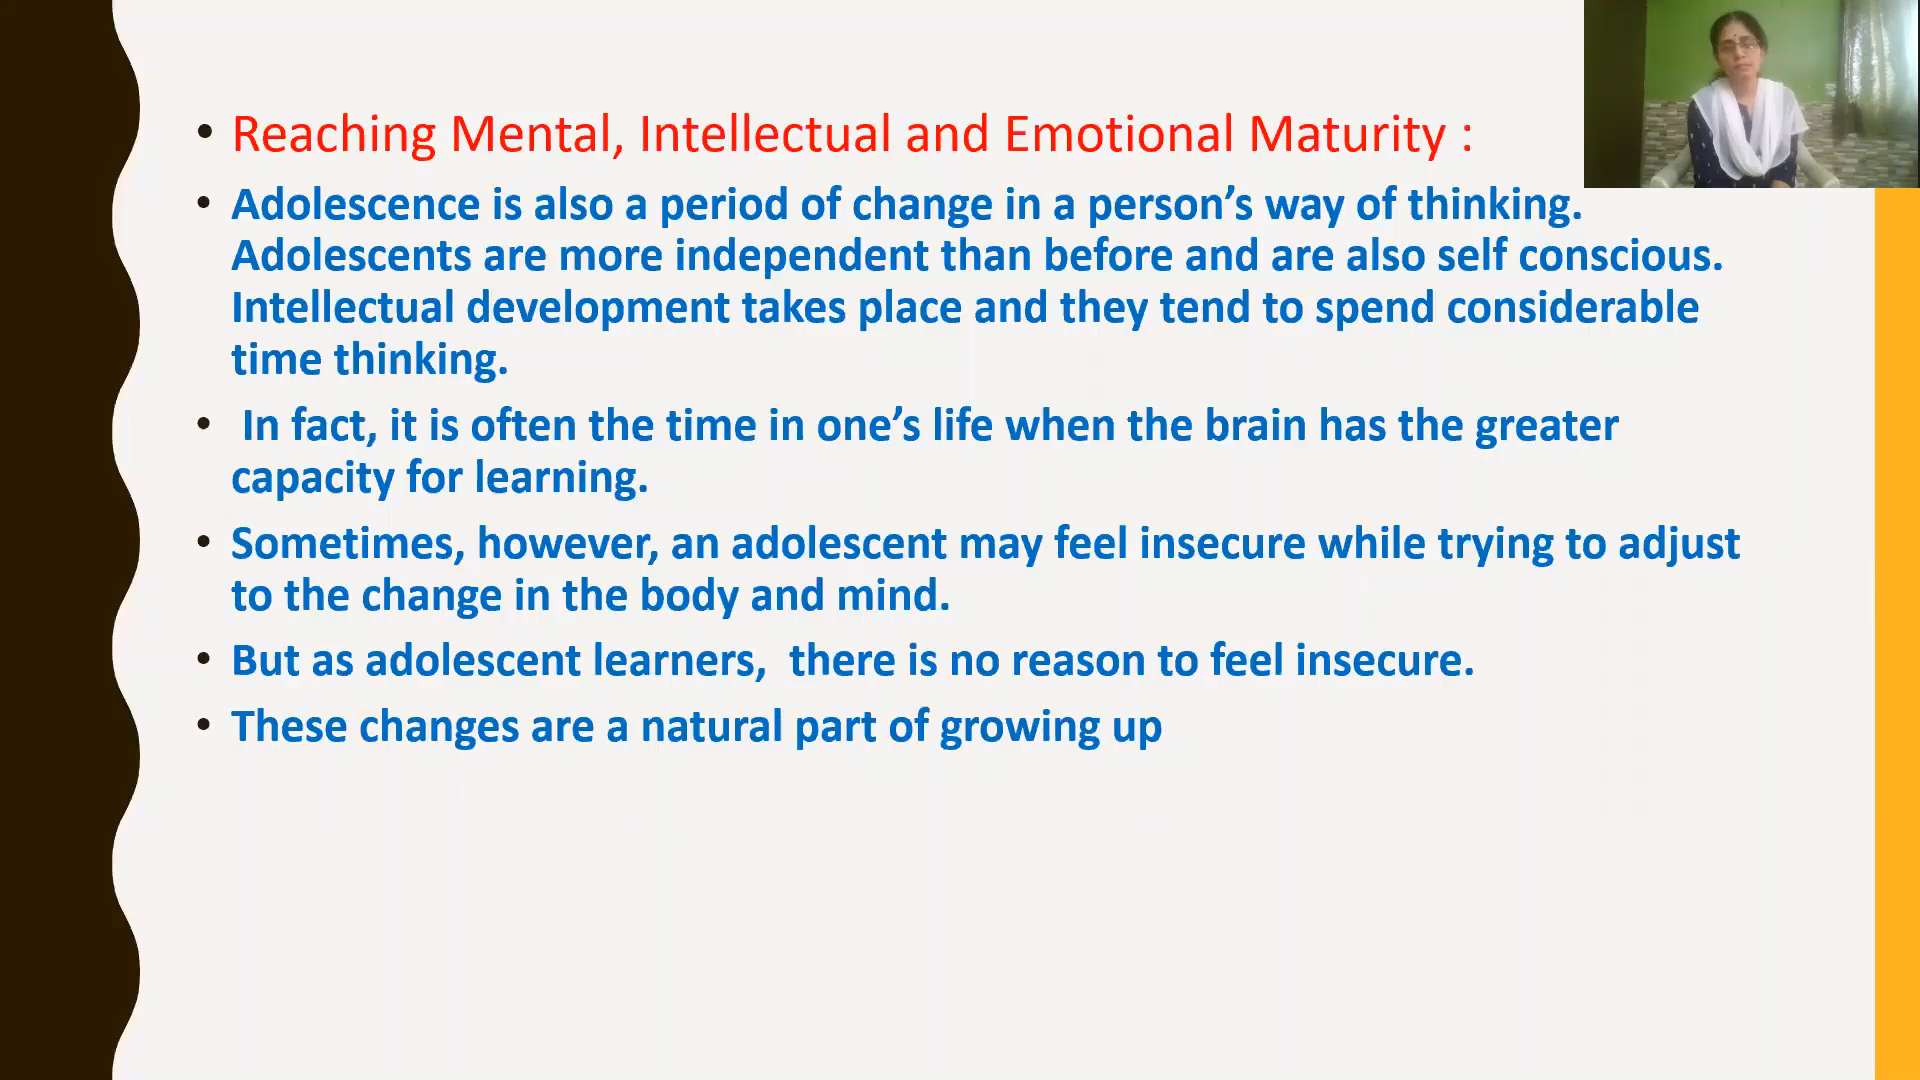 • Reaching Mental, Intellectual and Emotional Maturity :
• Adolescence is also a period of change in a person’s way of thinking.
Adolescents are more independent than before and are also self conscious.
Intellectual development takes place and they tend to spend considerable
time thinking.
• In fact, it is often the time in one’s life when the brain has the greater
capacity for learning.
• Sometimes, however, an adolescent may feel insecure while trying to adjust
to the change in the body and mind.
• But as adolescent learners,  there is no reason to feel insecure.
• These changes are a natural part of growing up